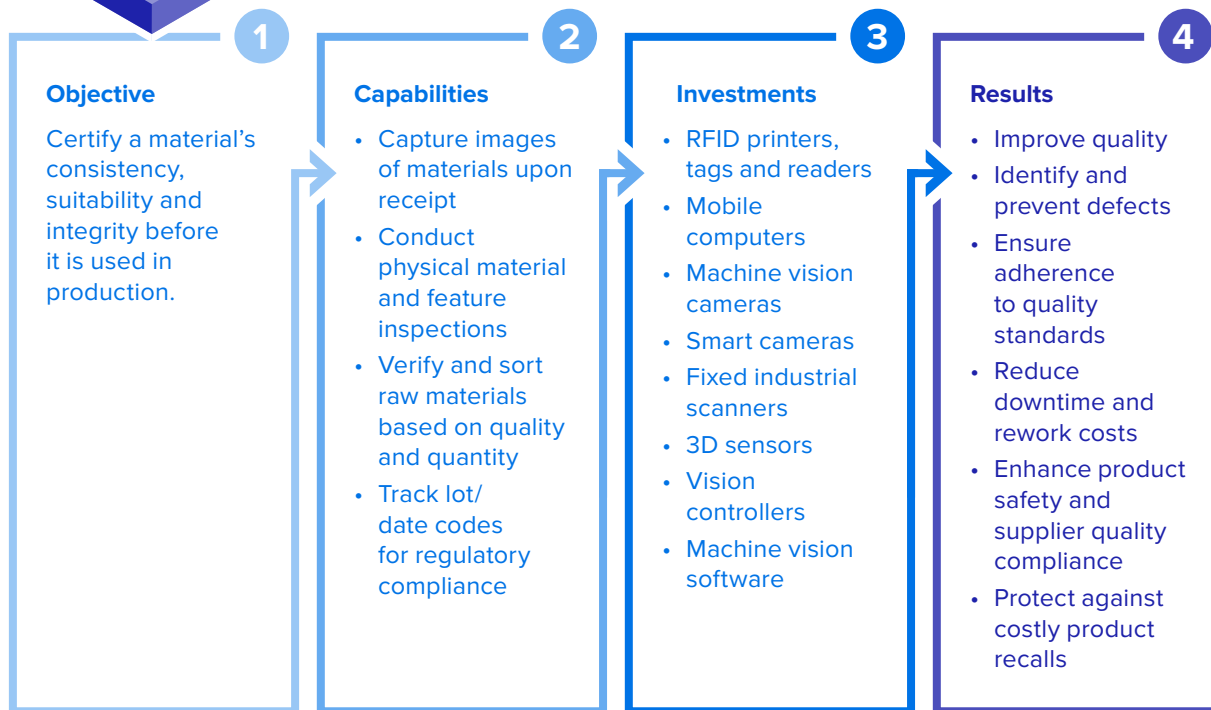 1
Objective
Certify a material’s
consistency,
suitability and
integrity before
it is used in
production.
2
Capabilities
• Capture images
of materials upon
receipt
• Conduct
physical material
and feature
inspections
• Verify and sort
raw materials
based on quality
and quantity
• Track lot/
date codes
for regulatory
compliance
3
Investments
• RFID printers,
tags and readers
• Mobile
computers
• Machine vision
cameras
• Smart cameras
• Fixed industrial
scanners
• 3D sensors
• Vision
controllers
• Machine vision
software
4
Results
• Improve quality
• Identify and
prevent defects
• Ensure
adherence
to quality
standards
• Reduce
downtime and
rework costs
• Enhance product
safety and
supplier quality
compliance
• Protect against
costly product
recalls